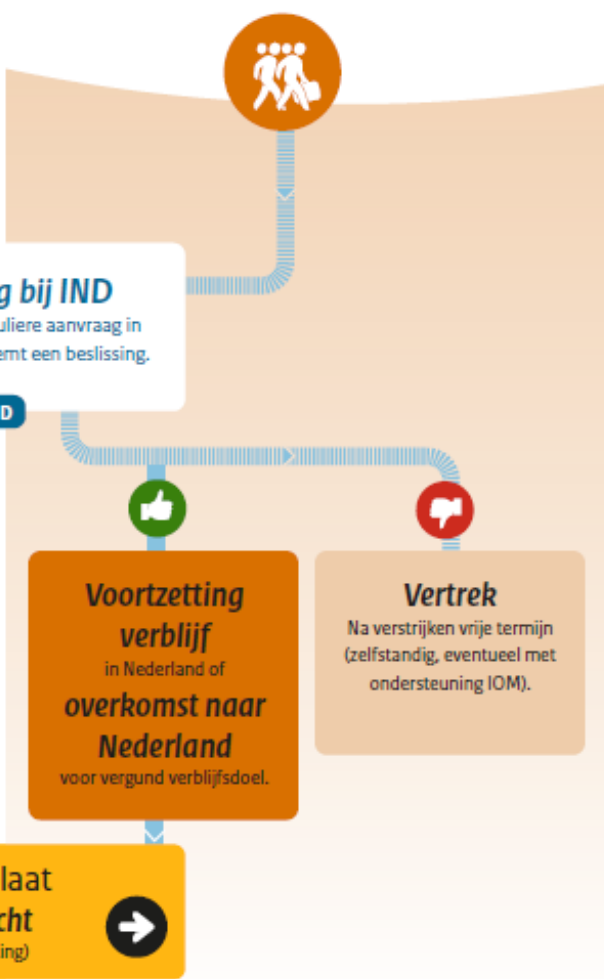 g bij IND
uliere aanvraag in
emt een beslissing.
D
Voortzetting
verblijf
in Nederland of
overkomst naar
Nederland
voor vergund verblijfsdoel.
Vertrek
Na verstrijken vrije termijn
(zelfstandig, eventueel met
ondersteuning IOM).
laat
cht
ing)